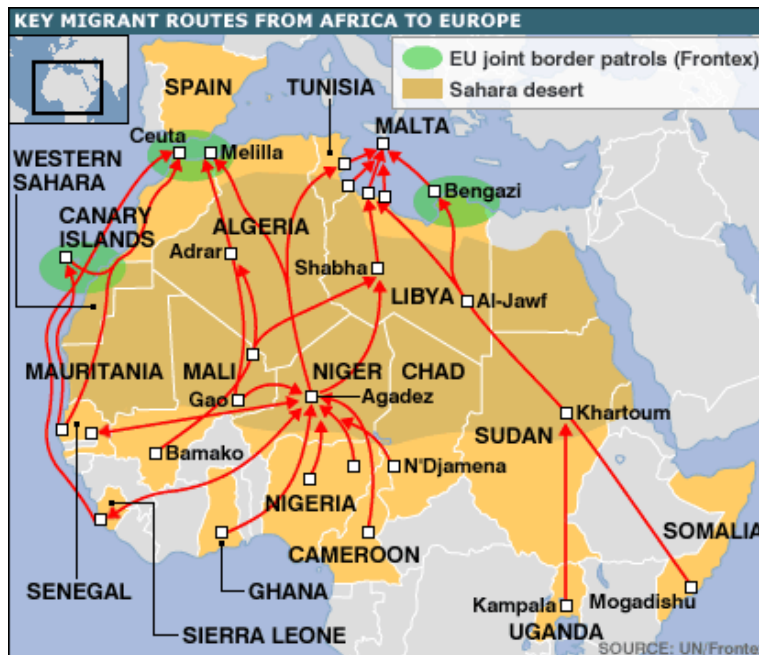 KEY MIGRANT ROUTES FROM AFRICA TO EUROPE
EU joint border patrols (Frontex)
Sahara desert
SPAIN
TUNISIA
MALTA
Ceuta
Melilla
WESTERN
SAHARA
Bengazi
CANARY
ISLANDS
ALGERIA
Adrar
Shabha
LIBYA
Al-Jawf
MAURITANIA
MALI
NIGER
CHAD
Gao
Agadez
Khartoum
SUDAN
Bamako
N'Djamena
NIGERIA
SOMALIA
CAMEROON
SENEGAL
GHANA
Kampala
Mogadishu
SIERRA LEONE
UGANDA
SOURCE: UN/Fronte